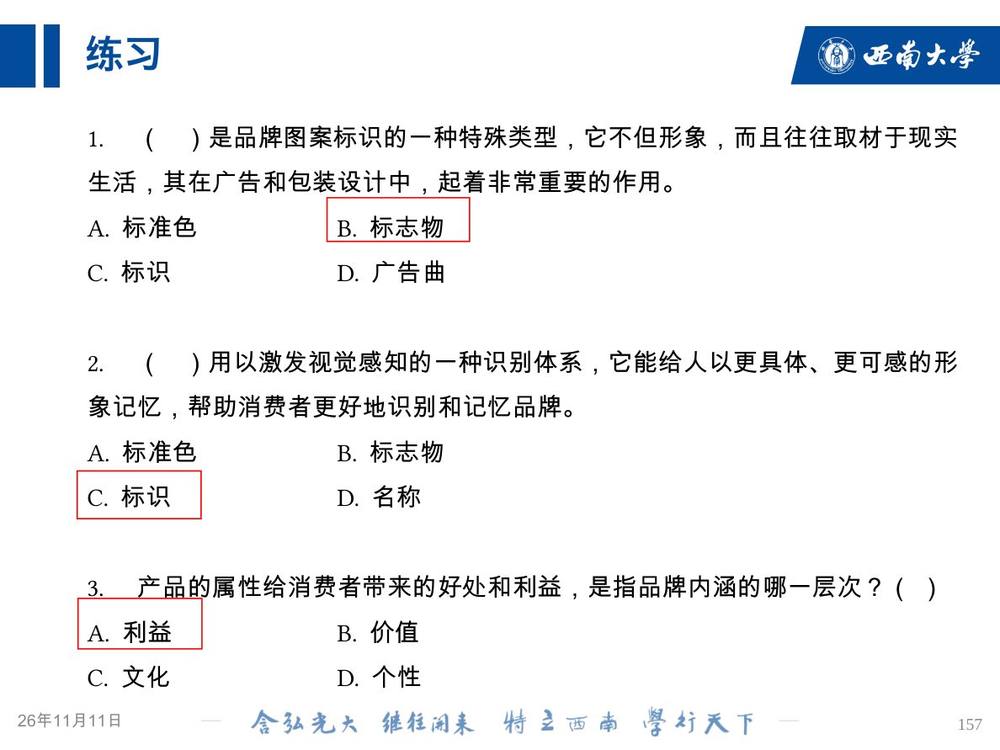 练习
西南大学
1. （ ）是品牌图案标识的一种特殊类型，它不但形象，而且往往取材于现实
生活，其在广告和包装设计中，起着非常重要的作用。
A. 标准色 B. 标志物
C. 标识 D. 广告曲
2. （ ）用以激发视觉感知的一种识别体系，它能给人以更具体、更可感的形
象记忆，帮助消费者更好地识别和记忆品牌。
A. 标准色 B. 标志物
C. 标识 D. 名称
3. 产品的属性给消费者带来的好处和利益，是指品牌内涵的哪一层次？（ ）
A. 利益 B. 价值
C. 文化 D. 个性
26年11月11日 含弘光大 继往开来 特立西南 学行天下 157